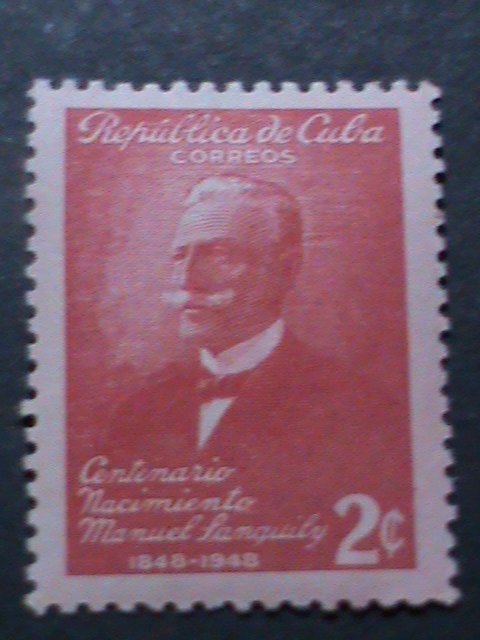 República de Cuba
CORREOS
Centenario
Nacimiento
Manuel Sanguily
1848-1948
2¢